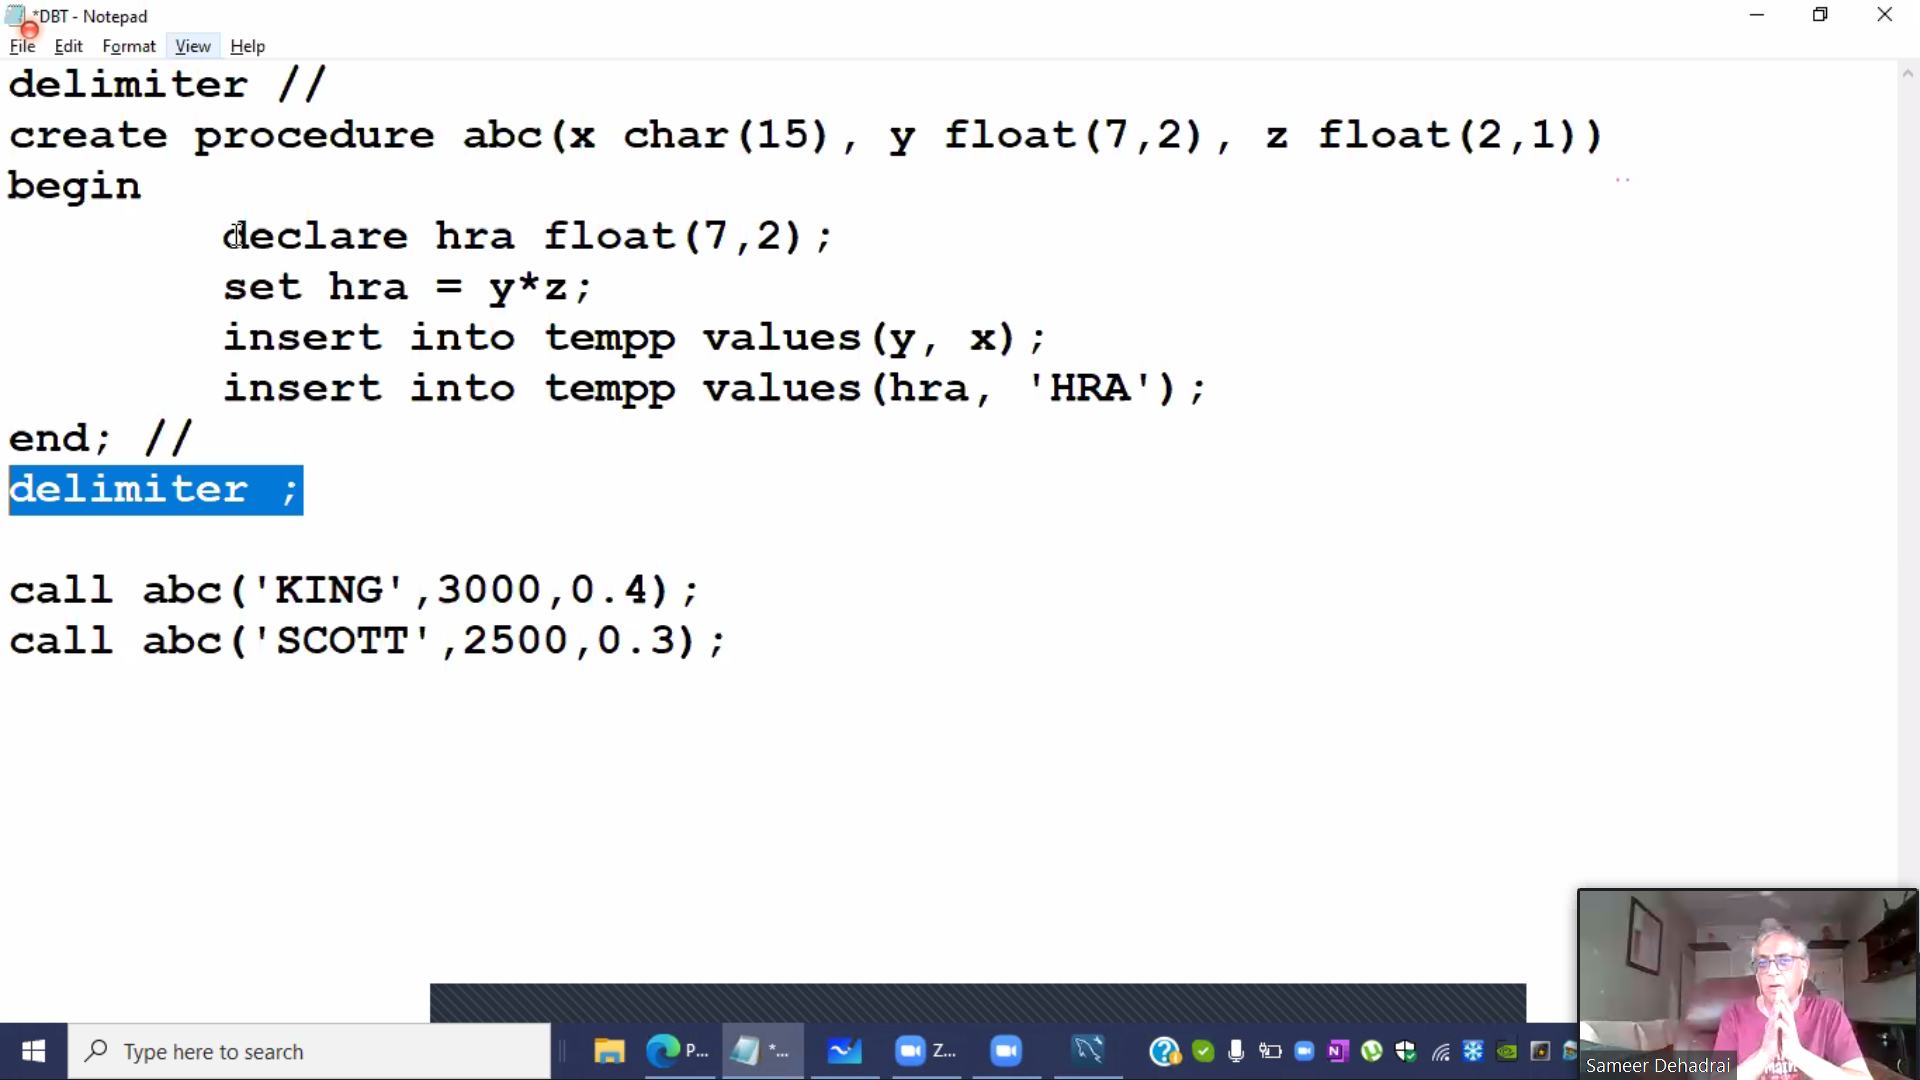 *DBT - Notepad
File Edit Format View Help
delimiter //
create procedure abc(x char(15), y float(7,2), z float(2,1))
begin
declare hra float(7,2);
set hra = y*z;
insert into tempp values(y, x);
insert into tempp values(hra, 'HRA');
end; //
delimiter ;
call abc('KING',3000,0.4);
call abc('SCOTT',2500,0.3);
Type here to search
P...
*...
Z...
Sameer Dehadrai